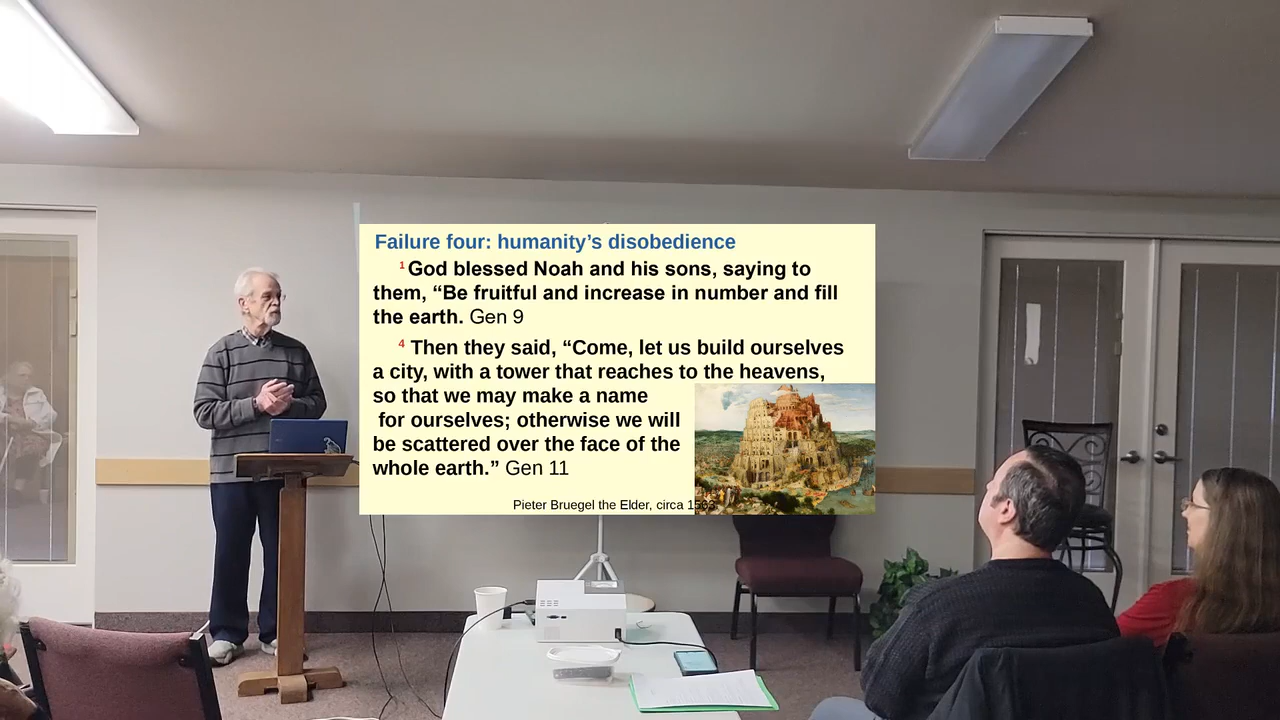 Failure four: humanity's disobedience
1 God blessed Noah and his sons, saying to
them, “Be fruitful and increase in number and fill
the earth. Gen 9
4 Then they said, “Come, let us build ourselves
a city, with a tower that reaches to the heavens,
so that we may make a name
for ourselves; otherwise we will
be scattered over the face of the
whole earth.” Gen 11
Pieter Bruegel the Elder, circa